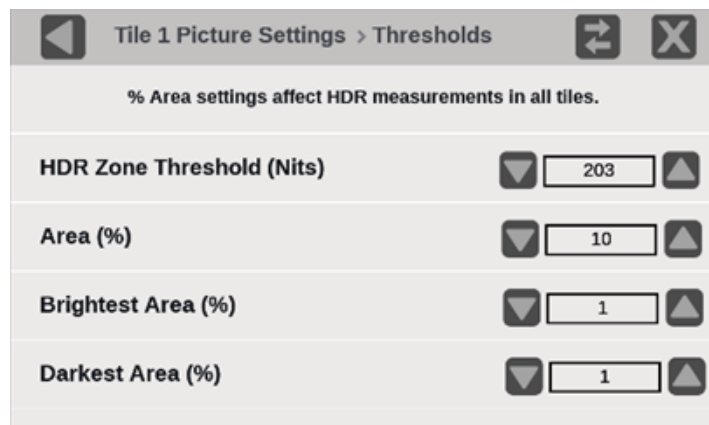 Tile 1 Picture Settings > Thresholds
% Area settings affect HDR measurements in all tiles.
HDR Zone Threshold (Nits) 203
Area (%) 10
Brightest Area (%) 1
Darkest Area (%) 1